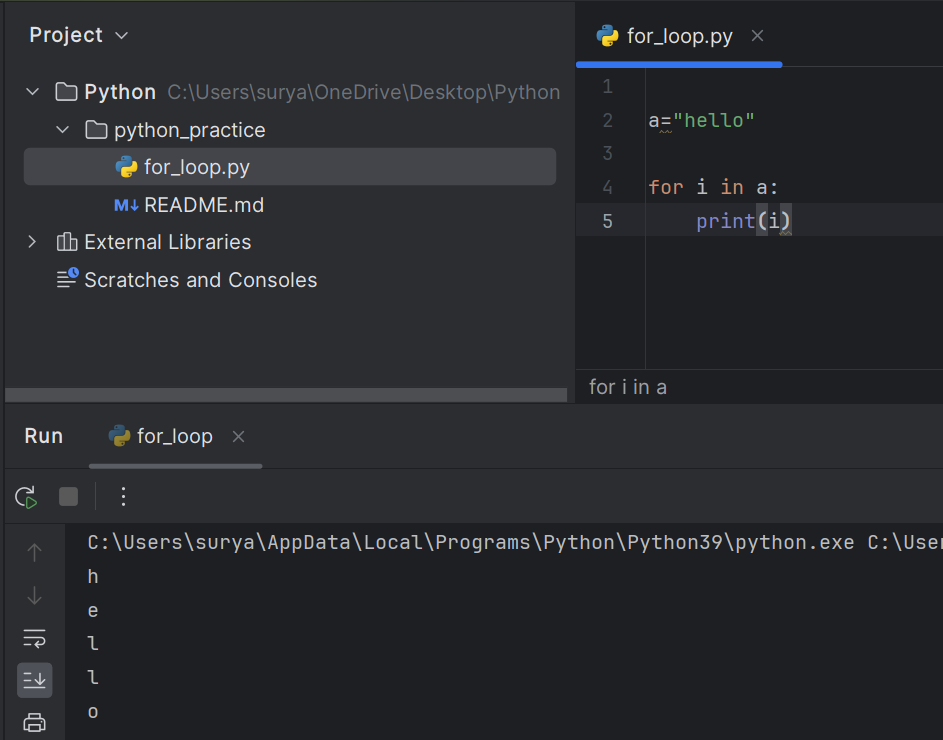 Project
Python C:\Users\surya\OneDrive\Desktop\Python
python_practice
for_loop.py
M↓ README.md
External Libraries
Scratches and Consoles
for_loop.py
1
2 a="hello"
3
4 for i in a:
5 print(i)
for i in a
Run for_loop
C:\Users\surya\AppData\Local\Programs\Python\Python39\python.exe C:\User
h
e
l
l
o